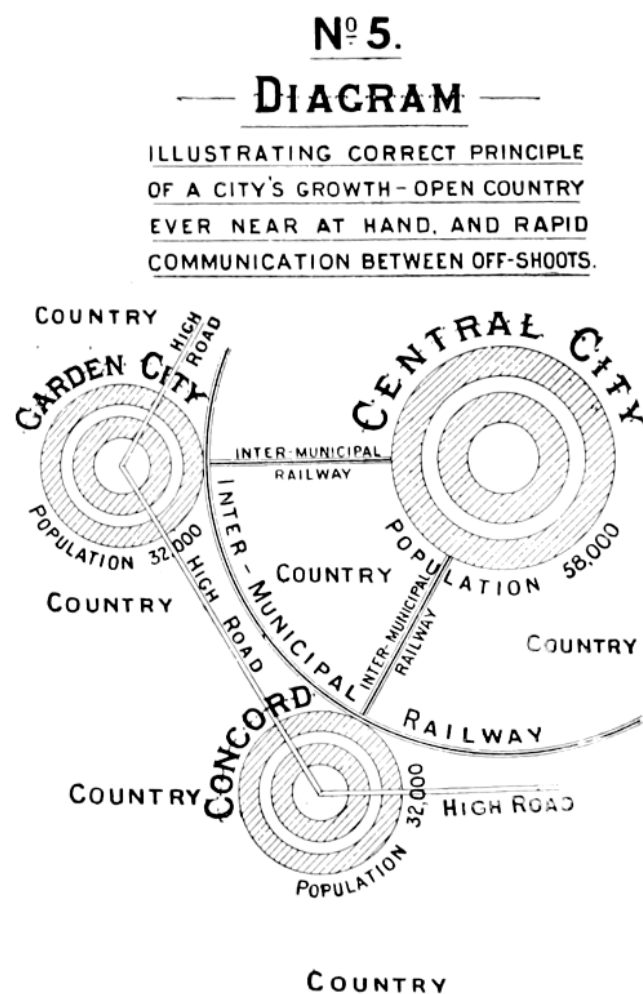 Nº 5.
DIAGRAM
ILLUSTRATING CORRECT PRINCIPLE
OF A CITY'S GROWTH - OPEN COUNTRY
EVER NEAR AT HAND, AND RAPID
COMMUNICATION BETWEEN OFF-SHOOTS.
COUNTRY
HIGH
ROAD
GARDEN CITY
POPULATION 32,000
CENTRAL CITY
POPULATION 58,000
INTER-MUNICIPAL
RAILWAY
INTER-MUNICIPAL RAILWAY
COUNTRY
INTER-MUNICIPAL
RAILWAY
COUNTRY
COUNTRY
HIGH ROAD
CONCORD
POPULATION 32,000
COUNTRY
HIGH ROAD
COUNTRY